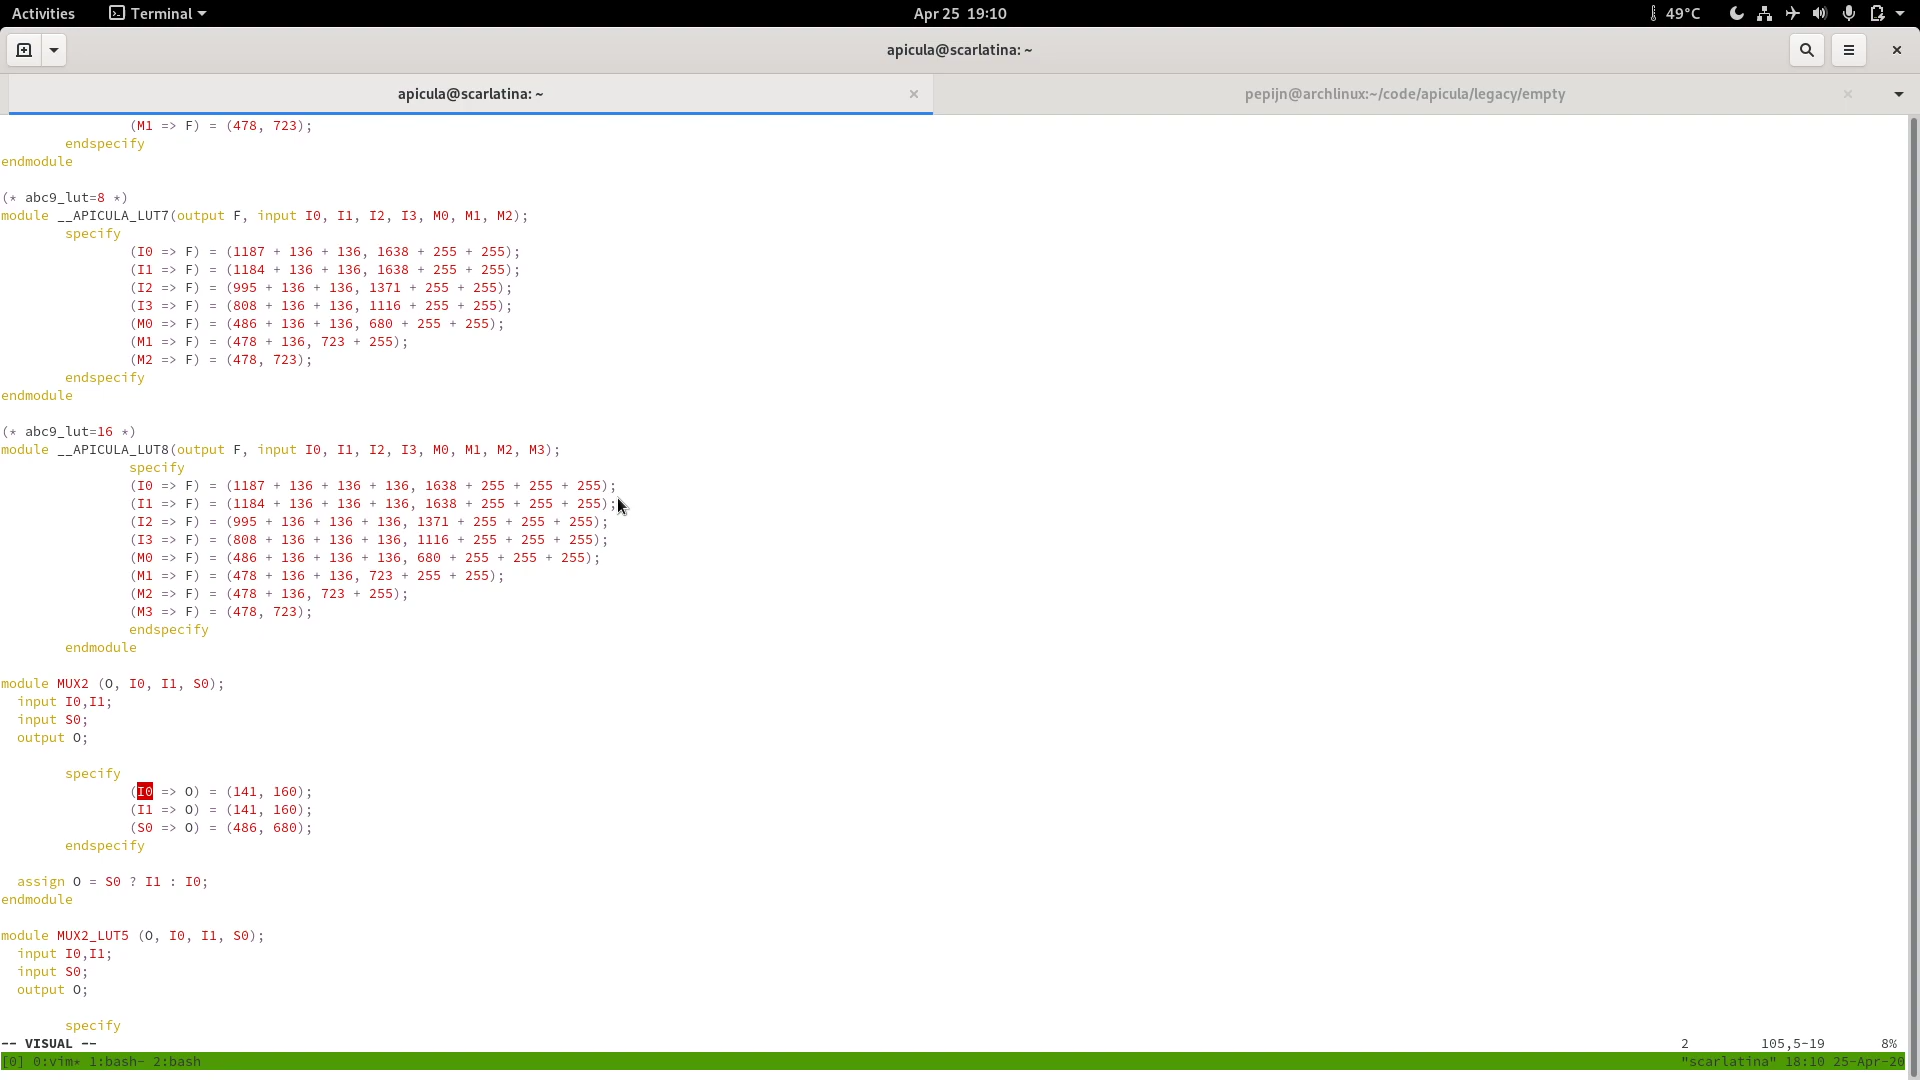 Activities Terminal Apr 25 19:10 49°C
apicula@scarlatina: ~
apicula@scarlatina: ~ pepijn@archlinux:~/code/apicula/legacy/empty
(M1 => F) = (478, 723);
endspecify
endmodule
(* abc9_lut=8 *)
module __APICULA_LUT7(output F, input I0, I1, I2, I3, M0, M1, M2);
specify
(I0 => F) = (1187 + 136 + 136, 1638 + 255 + 255);
(I1 => F) = (1184 + 136 + 136, 1638 + 255 + 255);
(I2 => F) = (995 + 136 + 136, 1371 + 255 + 255);
(I3 => F) = (808 + 136 + 136, 1116 + 255 + 255);
(M0 => F) = (486 + 136 + 136, 680 + 255 + 255);
(M1 => F) = (478 + 136, 723 + 255);
(M2 => F) = (478, 723);
endspecify
endmodule
(* abc9_lut=16 *)
module __APICULA_LUT8(output F, input I0, I1, I2, I3, M0, M1, M2, M3);
specify
(I0 => F) = (1187 + 136 + 136 + 136, 1638 + 255 + 255 + 255);
(I1 => F) = (1184 + 136 + 136 + 136, 1638 + 255 + 255 + 255);
(I2 => F) = (995 + 136 + 136 + 136, 1371 + 255 + 255 + 255);
(I3 => F) = (808 + 136 + 136 + 136, 1116 + 255 + 255 + 255);
(M0 => F) = (486 + 136 + 136 + 136, 680 + 255 + 255 + 255);
(M1 => F) = (478 + 136 + 136, 723 + 255 + 255);
(M2 => F) = (478 + 136, 723 + 255);
(M3 => F) = (478, 723);
endspecify
endmodule
module MUX2 (O, I0, I1, S0);
input I0,I1;
input S0;
output O;
specify
(I0 => O) = (141, 160);
(I1 => O) = (141, 160);
(S0 => O) = (486, 680);
endspecify
assign O = S0 ? I1 : I0;
endmodule
module MUX2_LUT5 (O, I0, I1, S0);
input I0,I1;
input S0;
output O;
specify
-- VISUAL -- 2 105,5-19 8%
[0] 0:vim* 1:bash- 2:bash "scarlatina" 18:10 25-Apr-20